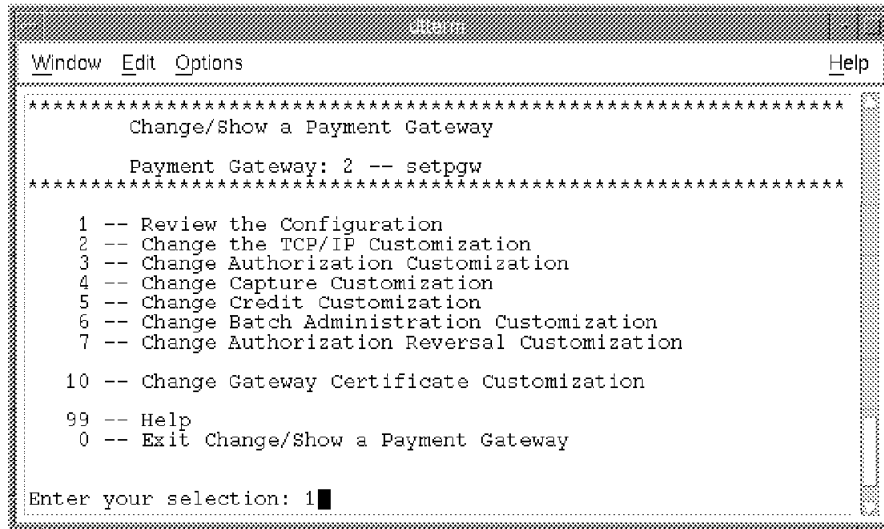 dtterm
Window Edit Options Help
*****************************************************************
Change/Show a Payment Gateway
Payment Gateway: 2 -- setpgw
*****************************************************************
1 -- Review the Configuration
2 -- Change the TCP/IP Customization
3 -- Change Authorization Customization
4 -- Change Capture Customization
5 -- Change Credit Customization
6 -- Change Batch Administration Customization
7 -- Change Authorization Reversal Customization
10 -- Change Gateway Certificate Customization
99 -- Help
0 -- Exit Change/Show a Payment Gateway
Enter your selection: 1